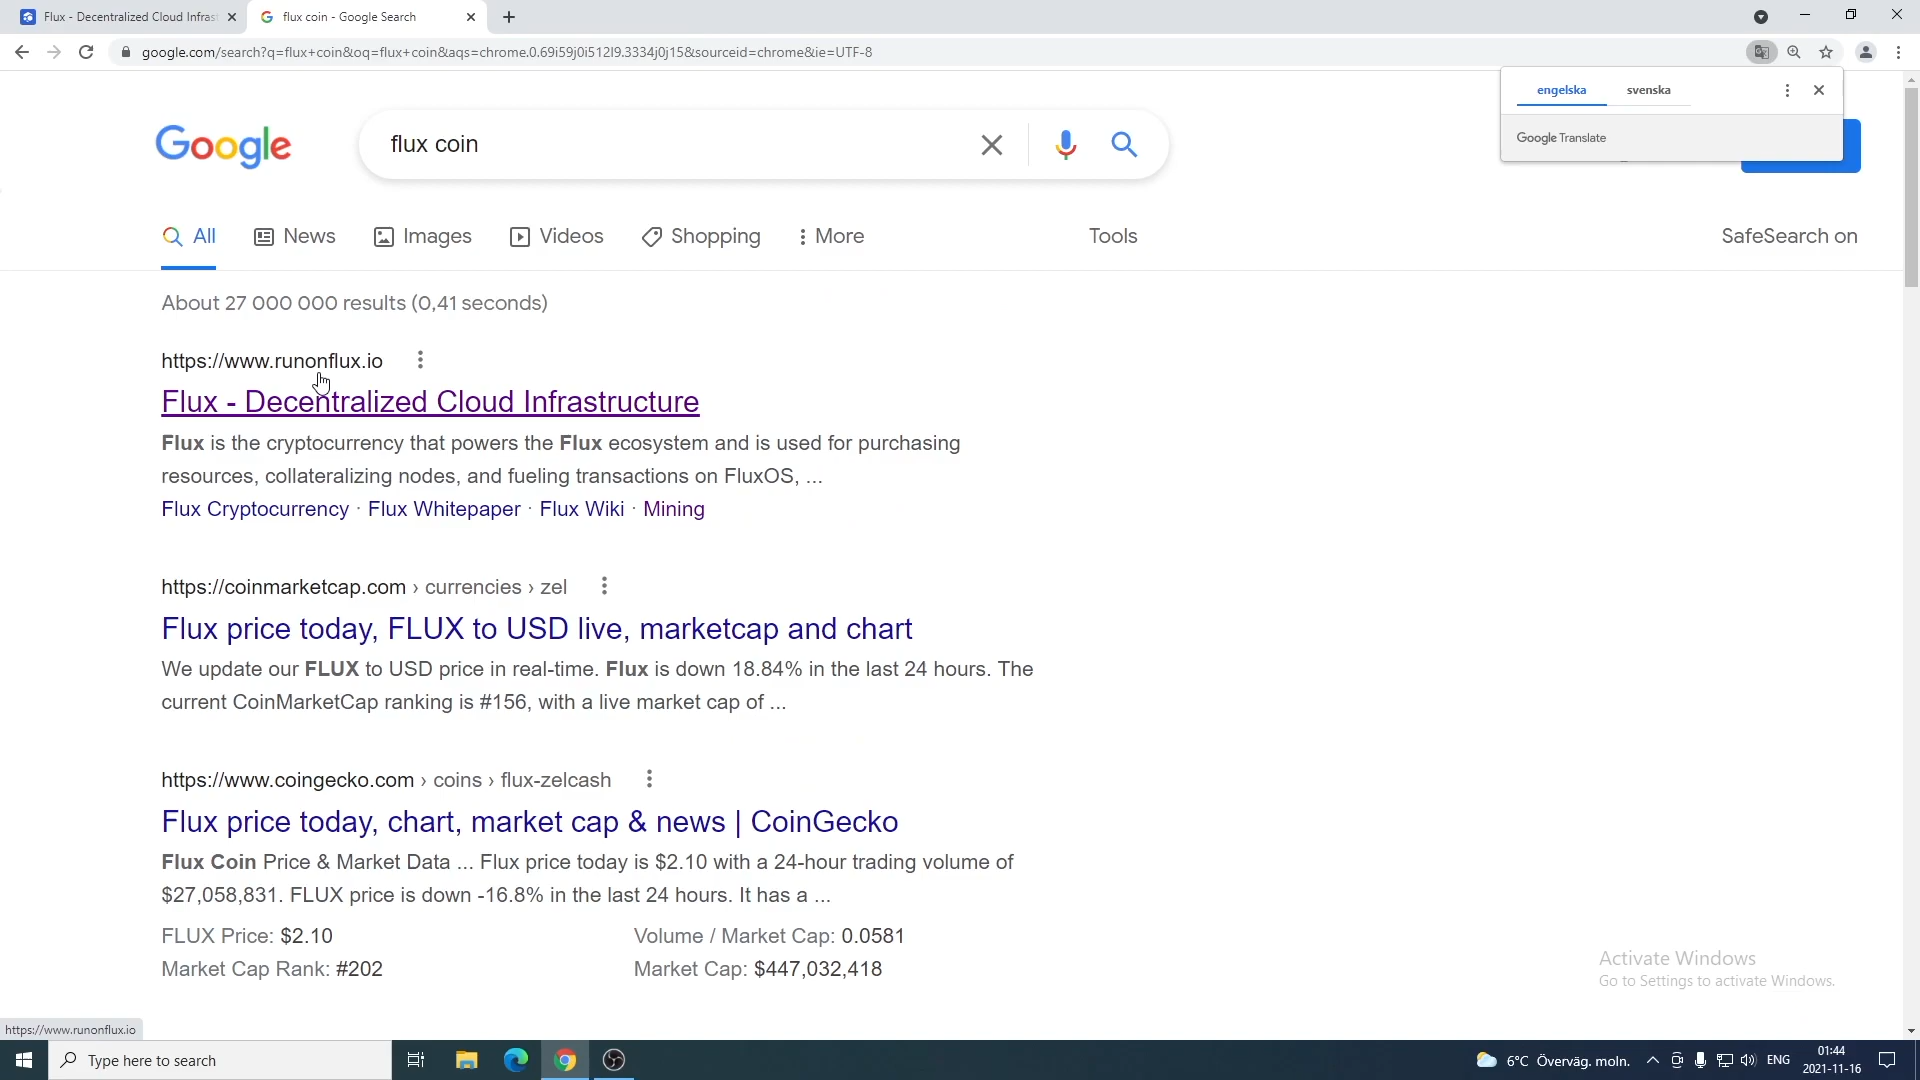 Flux - Decentralized Cloud Infrast
flux coin - Google Search
google.com/search?q=flux+coin&oq=flux+coin&aqs=chrome.0.69i59j0i512l9.3334j0j15&sourceid=chrome&ie=UTF-8
engelska
svenska
Google Translate
Google
flux coin
All
News
Images
Videos
Shopping
More
Tools
SafeSearch on
About 27 000 000 results (0,41 seconds)
https://www.runonflux.io
Flux - Decentralized Cloud Infrastructure
Flux is the cryptocurrency that powers the Flux ecosystem and is used for purchasing
resources, collateralizing nodes, and fueling transactions on FluxOS, ...
Flux Cryptocurrency · Flux Whitepaper · Flux Wiki · Mining
https://coinmarketcap.com › currencies › zel
Flux price today, FLUX to USD live, marketcap and chart
We update our FLUX to USD price in real-time. Flux is down 18.84% in the last 24 hours. The
current CoinMarketCap ranking is #156, with a live market cap of ...
https://www.coingecko.com › coins › flux-zelcash
Flux price today, chart, market cap & news | CoinGecko
Flux Coin Price & Market Data ... Flux price today is $2.10 with a 24-hour trading volume of
$27,058,831. FLUX price is down -16.8% in the last 24 hours. It has a ...
FLUX Price: $2.10
Volume / Market Cap: 0.0581
Market Cap Rank: #202
Market Cap: $447,032,418
Activate Windows
Go to Settings to activate Windows.
https://www.runonflux.io
Type here to search
6°C Överväg. moln.
ENG
01:44
2021-11-16